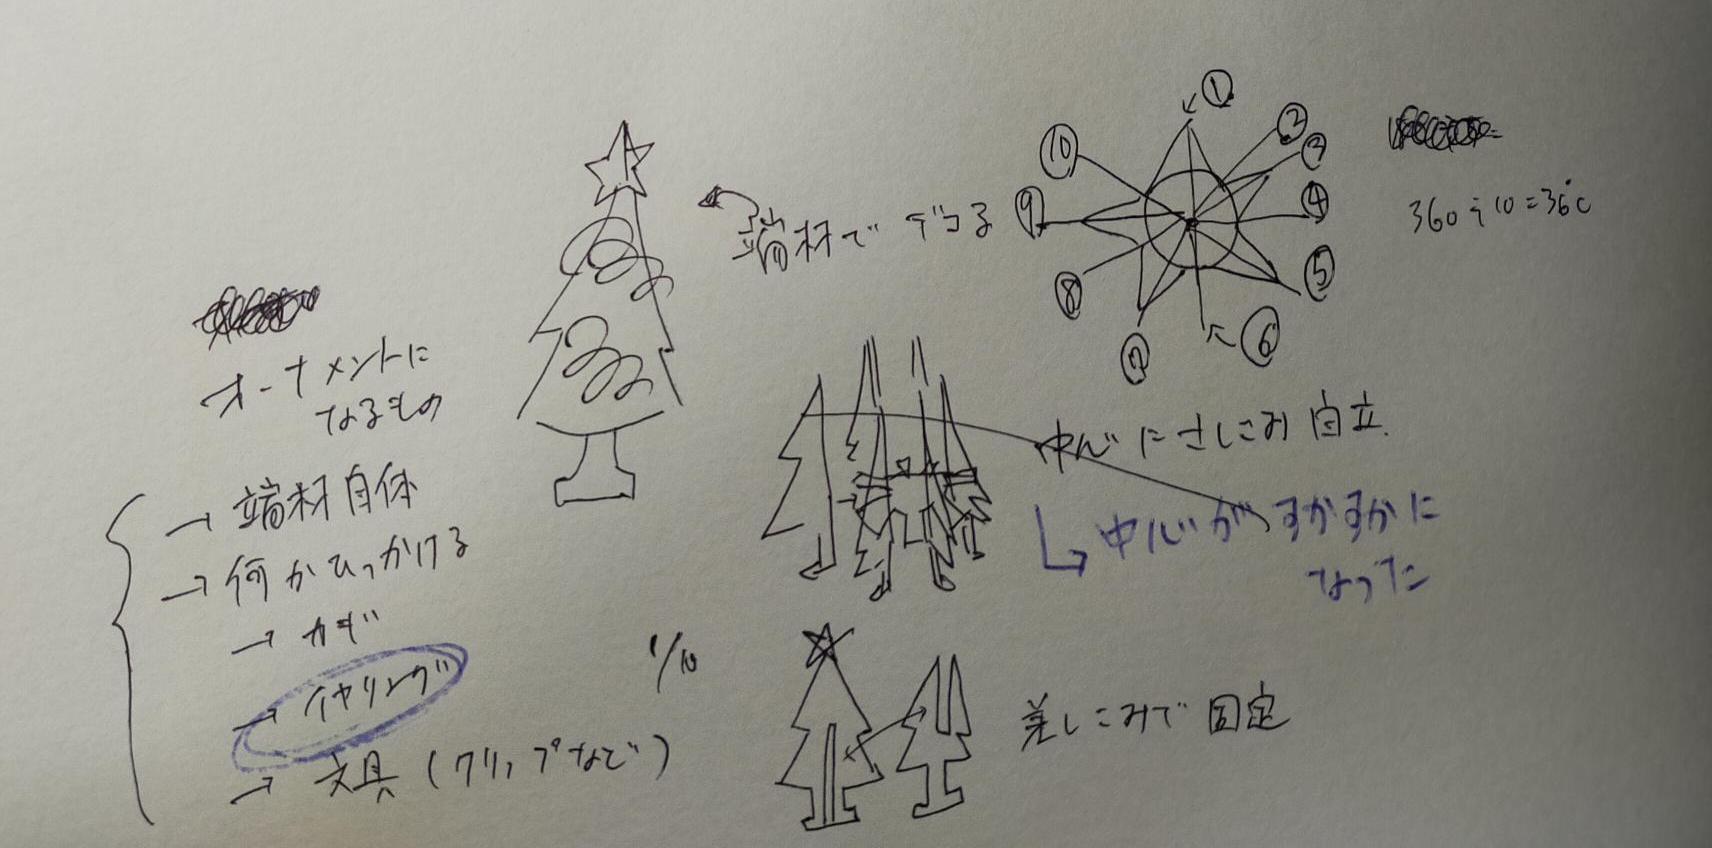 オーナメントに
なるもの
→ 端材自体
→ 何かひっかける
→ カギ
→ イヤリング
→ 文具 (クリップなど)
端材で デコる
① ② ③ ④ ⑤ ⑥ ⑦ ⑧ ⑨ ⑩
360÷10=36°
中心にさしこみ 自立.
↳ 中心が すかすかに
なった
1/10
差しこみで 固定